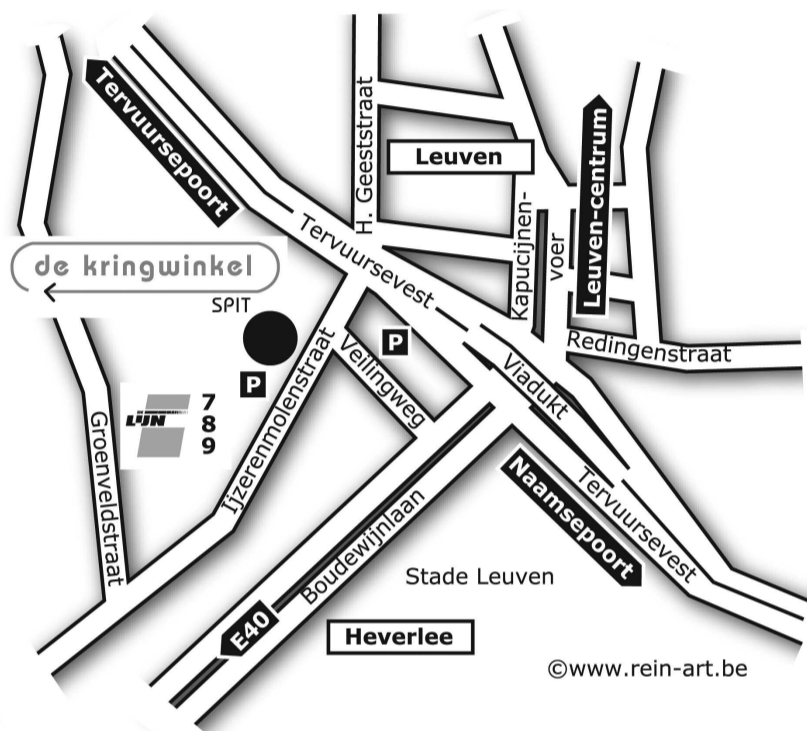 Tervuursepoort
H. Geeststraat
Leuven
Leuven-centrum
Kapucijnen-
voer
Tervuursevest
de kringwinkel
SPIT
P
P
Veilingweg
Viadukt
Redingenstraat
LIJN
7
8
9
Groenveldstraat
Ijzerenmolenstraat
Boudewijnlaan
Naamsepoort
Tervuursevest
Stade Leuven
E40
Heverlee
©www.rein-art.be